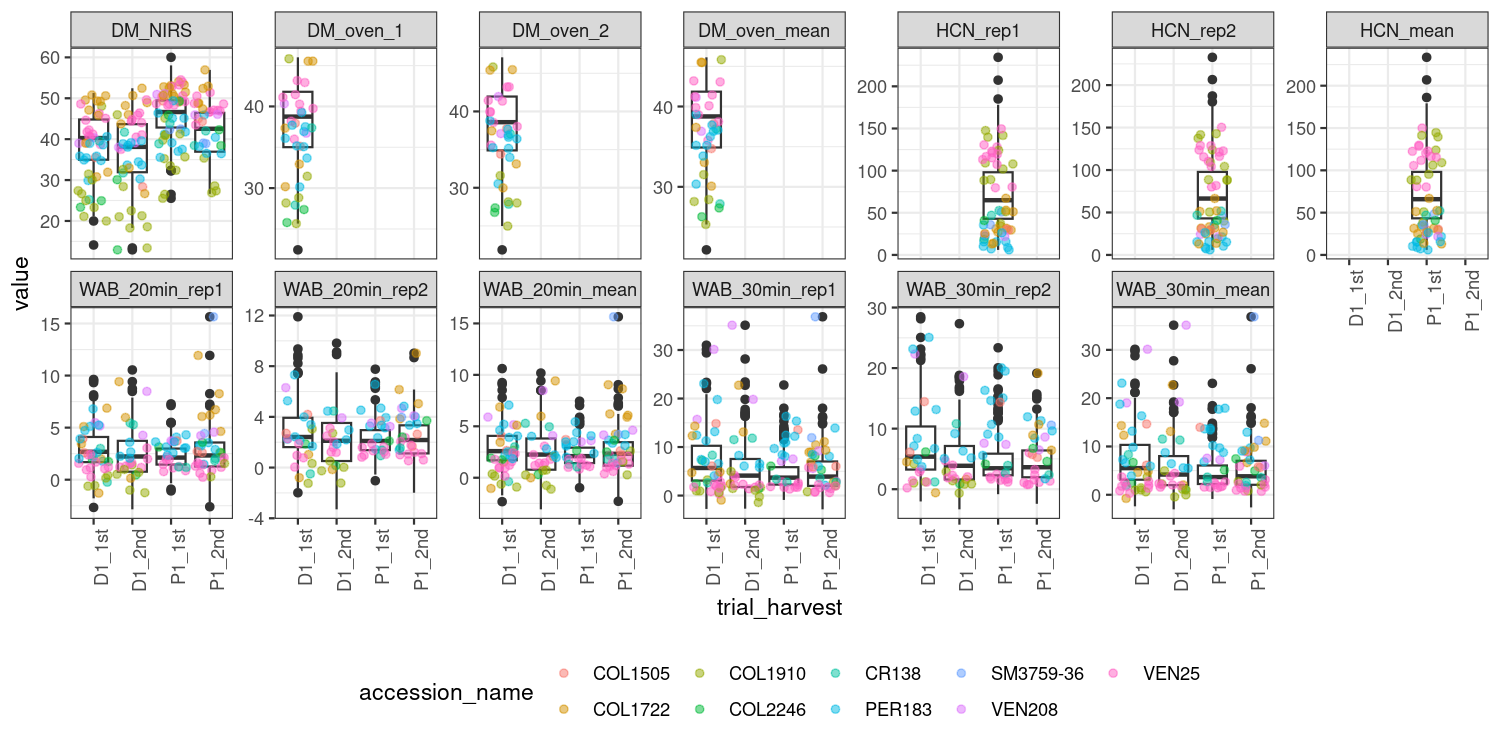 DM_NIRS DM_oven_1 DM_oven_2 DM_oven_mean HCN_rep1 HCN_rep2 HCN_mean
60 50 40 30 20
40 30
40 30
40 30
200 150 100 50 0
200 150 100 50 0
200 150 100 50 0
D1_1st D1_2nd P1_1st P1_2nd
value
WAB_20min_rep1 WAB_20min_rep2 WAB_20min_mean WAB_30min_rep1 WAB_30min_rep2 WAB_30min_mean
15 10 5 0
12 8 4 0 -4
15 10 5 0
30 20 10 0
30 20 10 0
30 20 10 0
D1_1st D1_2nd P1_1st P1_2nd D1_1st D1_2nd P1_1st P1_2nd D1_1st D1_2nd P1_1st P1_2nd D1_1st D1_2nd P1_1st P1_2nd D1_1st D1_2nd P1_1st P1_2nd D1_1st D1_2nd P1_1st P1_2nd
trial_harvest
accession_name
COL1505 COL1910 CR138 SM3759-36 VEN25
COL1722 COL2246 PER183 VEN208